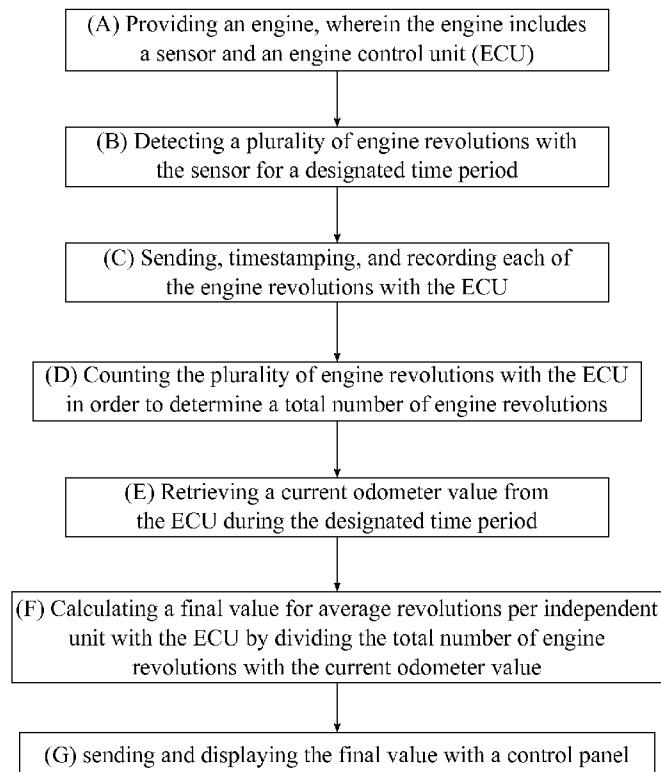 (A) Providing an engine, wherein the engine includes
a sensor and an engine control unit (ECU)
(B) Detecting a plurality of engine revolutions with
the sensor for a designated time period
(C) Sending, timestamping, and recording each of
the engine revolutions with the ECU
(D) Counting the plurality of engine revolutions with the ECU
in order to determine a total number of engine revolutions
(E) Retrieving a current odometer value from
the ECU during the designated time period
(F) Calculating a final value for average revolutions per independent
unit with the ECU by dividing the total number of engine
revolutions with the current odometer value
(G) sending and displaying the final value with a control panel